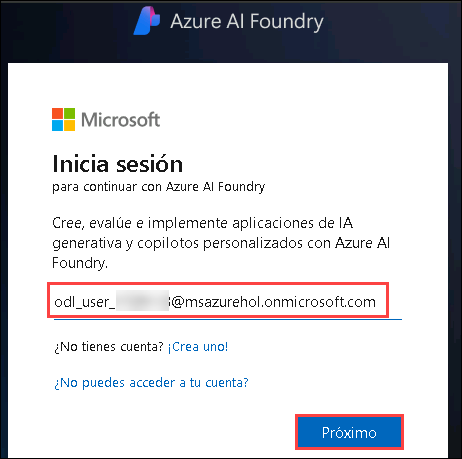 Azure AI Foundry
Microsoft
Inicia sesión
para continuar con Azure AI Foundry
Cree, evalúe e implemente aplicaciones de IA
generativa y copilotos personalizados con Azure AI
Foundry.
odl_user_ @msazurehol.onmicrosoft.com
¿No tienes cuenta? ¡Crea uno!
¿No puedes acceder a tu cuenta?
Próximo